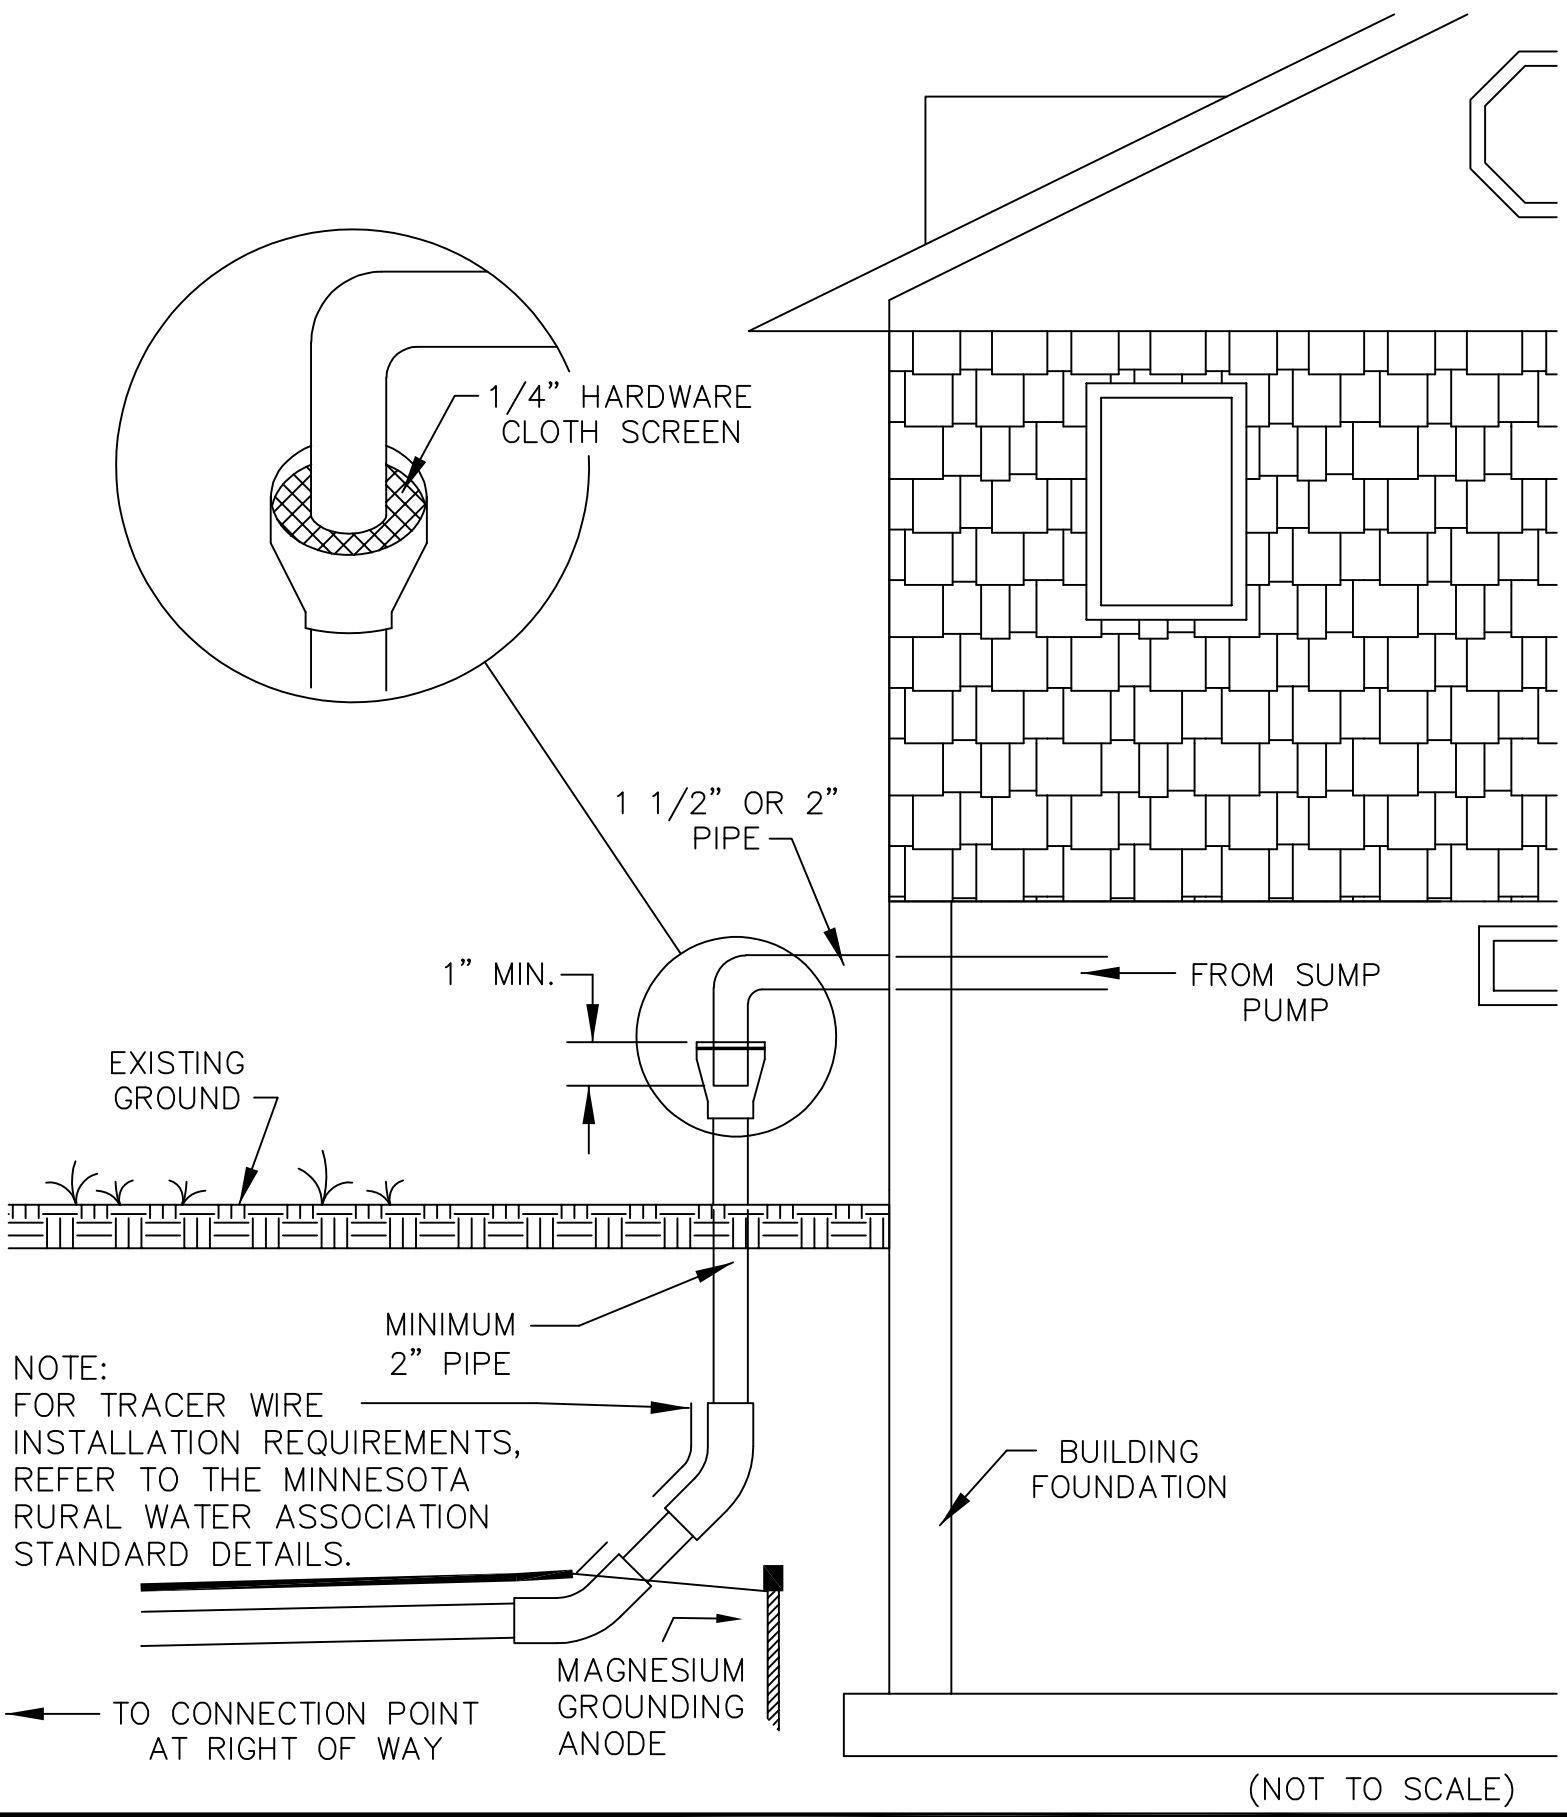 1/4” HARDWARE
CLOTH SCREEN
1 1/2” OR 2”
PIPE
1” MIN.
FROM SUMP
PUMP
EXISTING
GROUND
MINIMUM
2” PIPE
NOTE:
FOR TRACER WIRE
INSTALLATION REQUIREMENTS,
REFER TO THE MINNESOTA
RURAL WATER ASSOCIATION
STANDARD DETAILS.
BUILDING
FOUNDATION
MAGNESIUM
GROUNDING
ANODE
TO CONNECTION POINT
AT RIGHT OF WAY
(NOT TO SCALE)